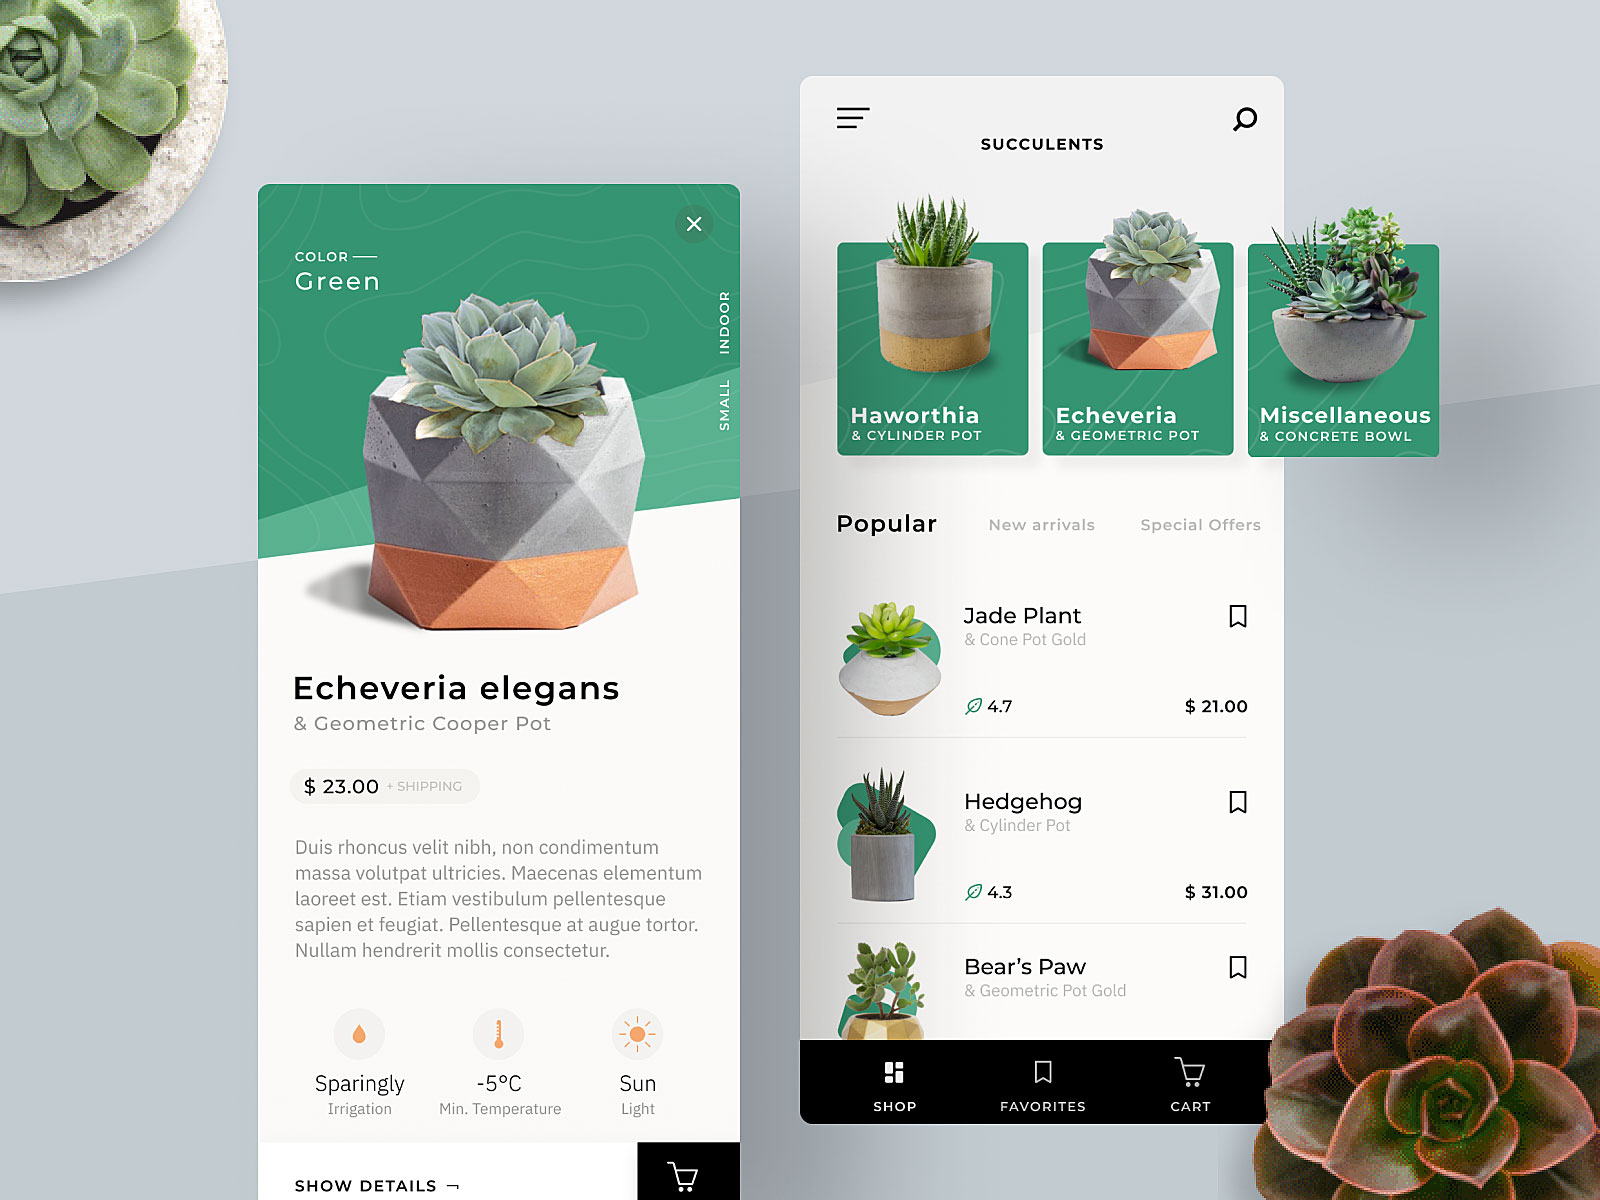 COLOR
Green
INDOOR
SMALL
Echeveria elegans
& Geometric Cooper Pot
$ 23.00 + SHIPPING
Duis rhoncus velit nibh, non condimentum
massa volutpat ultricies. Maecenas elementum
laoreet est. Etiam vestibulum pellentesque
sapien et feugiat. Pellentesque at augue tortor.
Nullam hendrerit mollis consectetur.
Sparingly
Irrigation
-5°C
Min. Temperature
Sun
Light
SHOW DETAILS
SUCCULENTS
Haworthia
& CYLINDER POT
Echeveria
& GEOMETRIC POT
Miscellaneous
& CONCRETE BOWL
Popular
New arrivals
Special Offers
Jade Plant
& Cone Pot Gold
4.7
$ 21.00
Hedgehog
& Cylinder Pot
4.3
$ 31.00
Bear’s Paw
& Geometric Pot Gold
SHOP
FAVORITES
CART